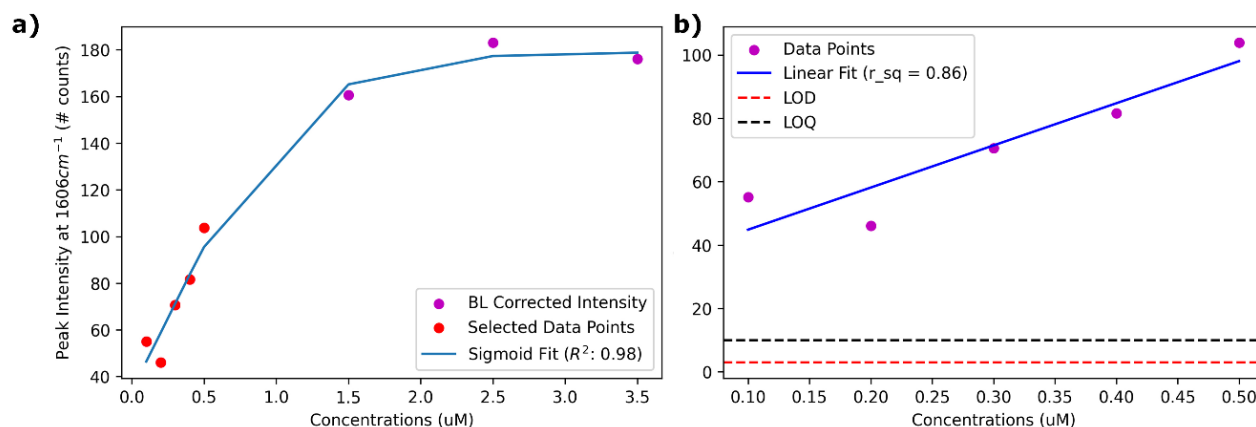 a)
Peak Intensity at 1606cm⁻¹ (# counts)
180
160
140
120
100
80
60
40
0.0 0.5 1.0 1.5 2.0 2.5 3.0 3.5
Concentrations (uM)
BL Corrected Intensity
Selected Data Points
Sigmoid Fit (R²: 0.98)
b)
100
80
60
40
20
0
0.10 0.15 0.20 0.25 0.30 0.35 0.40 0.45 0.50
Concentrations (uM)
Data Points
Linear Fit (r_sq = 0.86)
LOD
LOQ